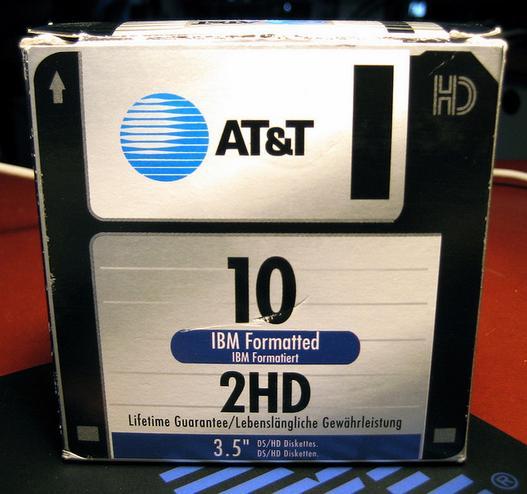 HD
AT&T
10
IBM Formatted
IBM Formatiert
2HD
Lifetime Guarantee/Lebenslängliche Gewährleistung
3.5" DS/HD Diskettes.
DS/HD Disketten.
®